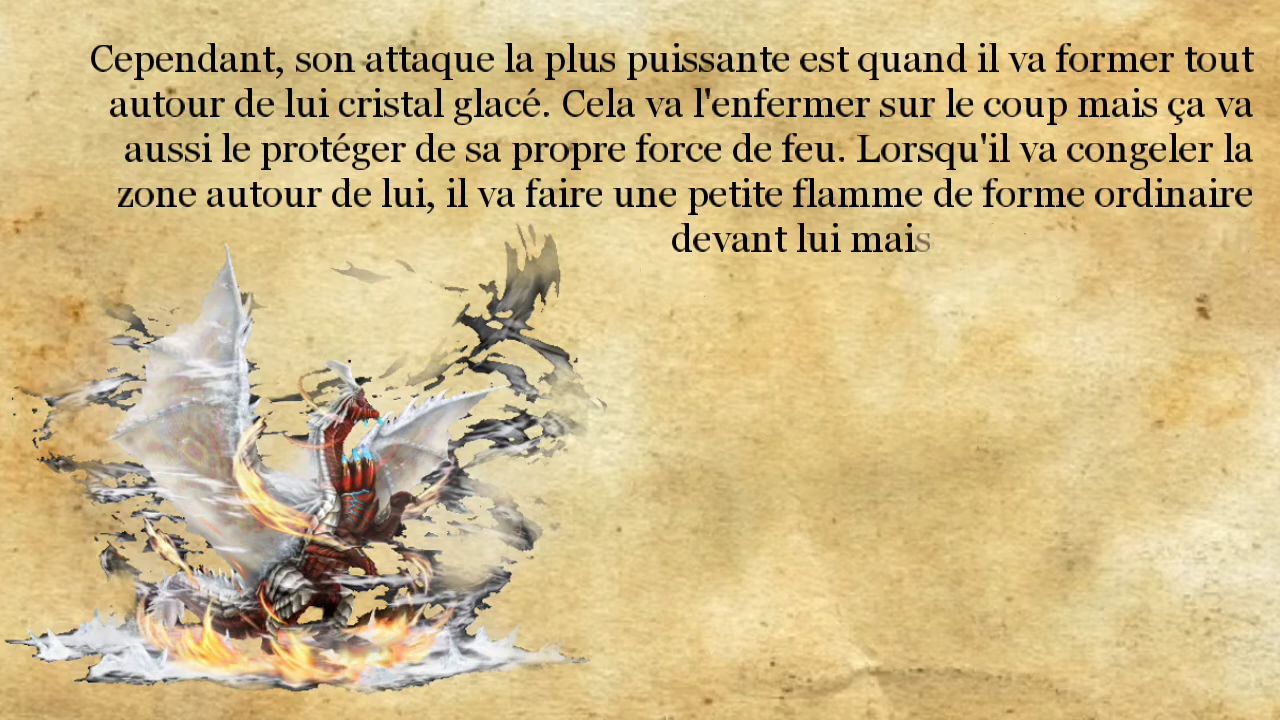 Cependant, son attaque la plus puissante est quand il va former tout
autour de lui cristal glacé. Cela va l'enfermer sur le coup mais ça va
aussi le protéger de sa propre force de feu. Lorsqu'il va congeler la
zone autour de lui, il va faire une petite flamme de forme ordinaire
devant lui mais